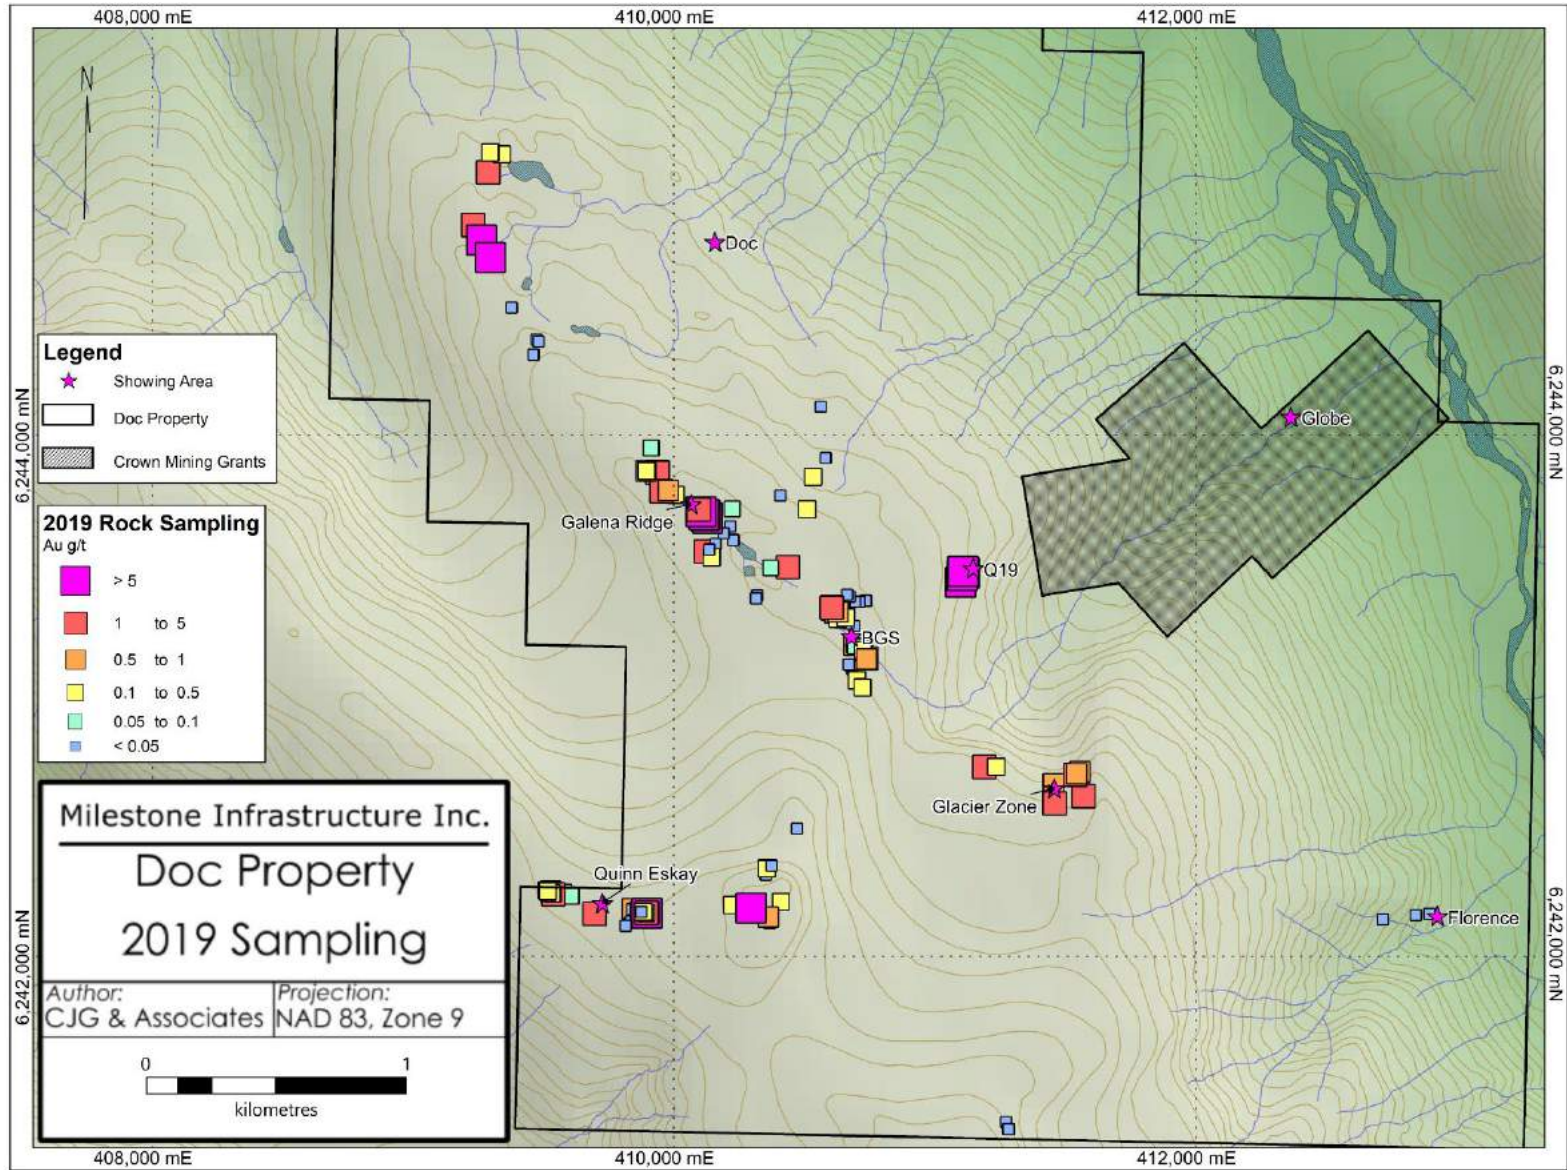 408,000 mE
410,000 mE
412,000 mE
N
Doc
Legend
Showing Area
Doc Property
Crown Mining Grants
6,244,000 mN
6,244,000 mN
Globe
2019 Rock Sampling
Au g/t
> 5
1 to 5
0.5 to 1
0.1 to 0.5
0.05 to 0.1
< 0.05
Galena Ridge
Q19
BGS
Glacier Zone
Quinn Eskay
Florence
6,242,000 mN
6,242,000 mN
Milestone Infrastructure Inc.
Doc Property
2019 Sampling
Author:
CJG & Associates
Projection:
NAD 83, Zone 9
0 1
kilometres
408,000 mE
410,000 mE
412,000 mE